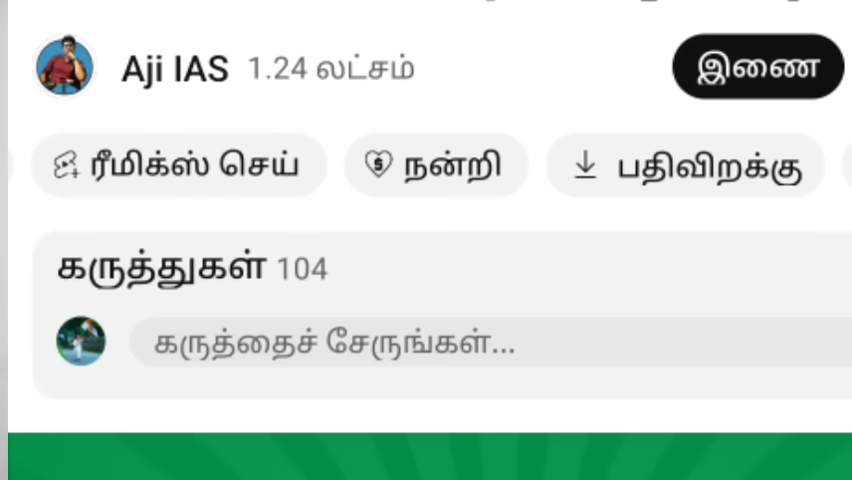 Aji IAS 1.24 லட்சம் இணை
ரீமிக்ஸ் செய் நன்றி பதிவிறக்கு
கருத்துகள் 104
கருத்தைச் சேருங்கள்...